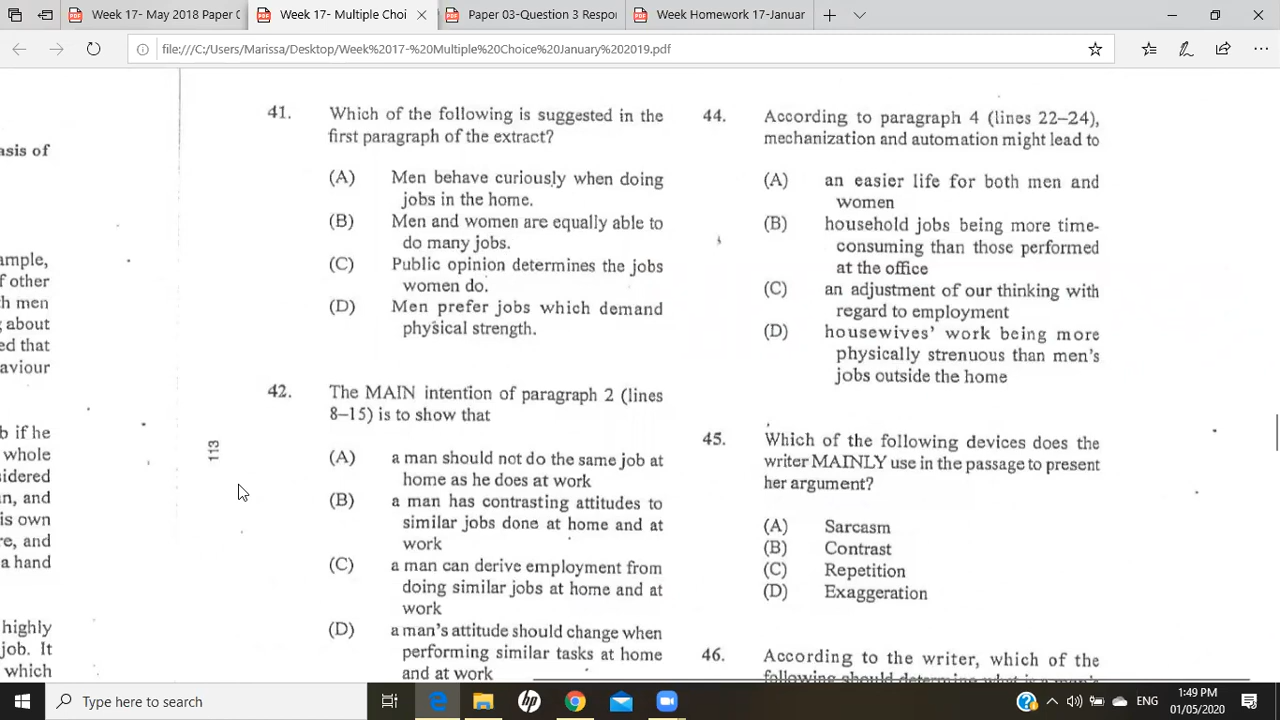 Week 17- May 2018 Paper
Week 17- Multiple Choi
Paper 03-Question 3 Respor
Week Homework 17-Januar
file:///C:/Users/Marissa/Desktop/Week%2017-%20Multiple%20Choice%20January%202019.pdf
asis of
ample,
f other
th men
g about
ed that
aviour
b if he
whole
sidered
n, and
is own
re, and
a hand
highly
job. It
which
113
41. Which of the following is suggested in the
first paragraph of the extract?
(A) Men behave curiously when doing
jobs in the home.
(B) Men and women are equally able to
do many jobs.
(C) Public opinion determines the jobs
women do.
(D) Men prefer jobs which demand
physical strength.
42. The MAIN intention of paragraph 2 (lines
8–15) is to show that
(A) a man should not do the same job at
home as he does at work
(B) a man has contrasting attitudes to
similar jobs done at home and at
work
(C) a man can derive employment from
doing similar jobs at home and at
work
(D) a man's attitude should change when
performing similar tasks at home
and at work
44. According to paragraph 4 (lines 22–24),
mechanization and automation might lead to
(A) an easier life for both men and
women
(B) household jobs being more time-
consuming than those performed
at the office
(C) an adjustment of our thinking with
regard to employment
(D) housewives' work being more
physically strenuous than men's
jobs outside the home
45. Which of the following devices does the
writer MAINLY use in the passage to present
her argument?
(A) Sarcasm
(B) Contrast
(C) Repetition
(D) Exaggeration
46. According to the writer, which of the
following should determine what is a man's
Type here to search
ENG
1:49 PM
01/05/2020